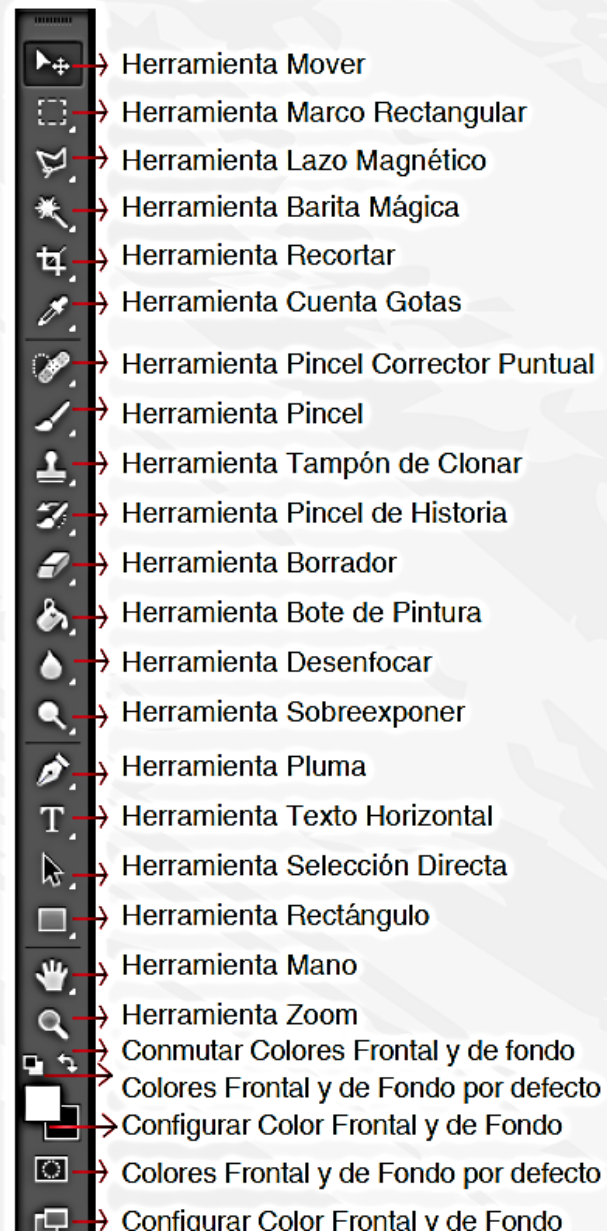 Herramienta Mover
Herramienta Marco Rectangular
Herramienta Lazo Magnético
Herramienta Barita Mágica
Herramienta Recortar
Herramienta Cuenta Gotas
Herramienta Pincel Corrector Puntual
Herramienta Pincel
Herramienta Tampón de Clonar
Herramienta Pincel de Historia
Herramienta Borrador
Herramienta Bote de Pintura
Herramienta Desenfocar
Herramienta Sobreexponer
Herramienta Pluma
T Herramienta Texto Horizontal
Herramienta Selección Directa
Herramienta Rectángulo
Herramienta Mano
Herramienta Zoom
Conmutar Colores Frontal y de fondo
Colores Frontal y de Fondo por defecto
Configurar Color Frontal y de Fondo
Colores Frontal y de Fondo por defecto
Configurar Color Frontal y de Fondo